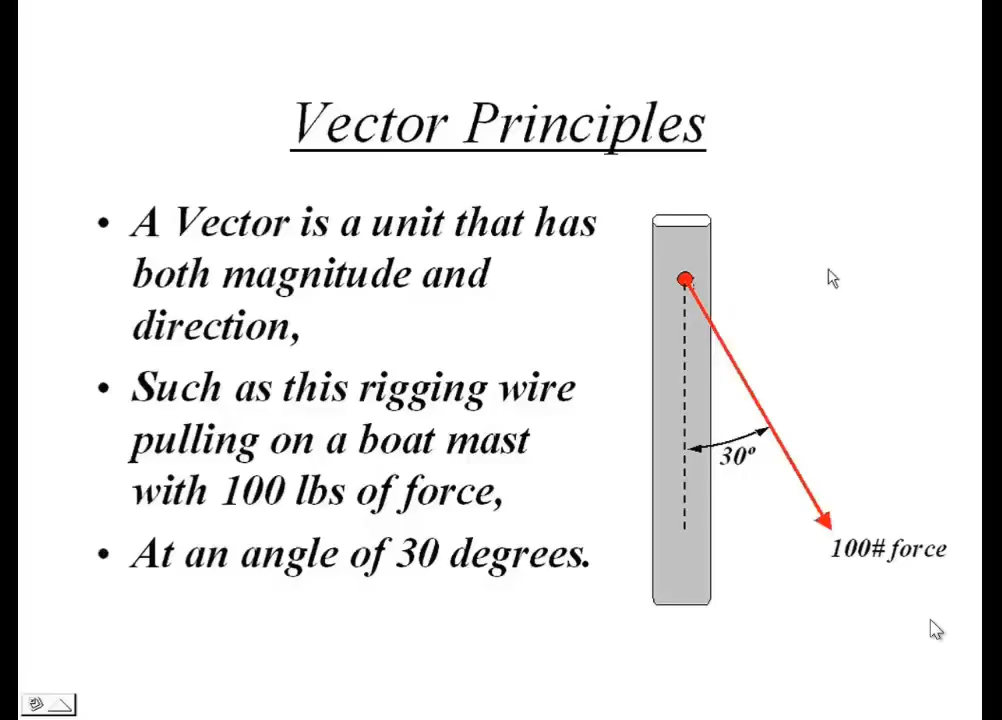 Vector Principles
• A Vector is a unit that has
both magnitude and
direction,
• Such as this rigging wire
pulling on a boat mast
with 100 lbs of force,
• At an angle of 30 degrees.
30º
100# force